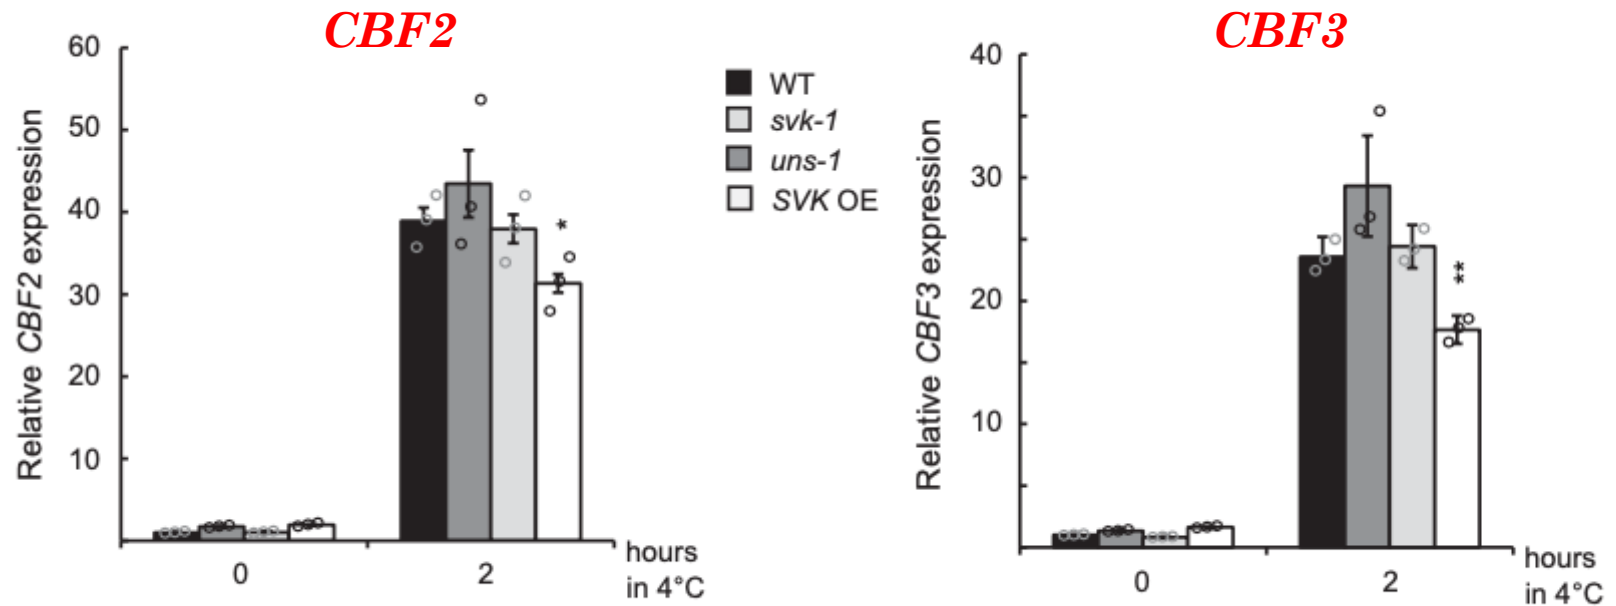 CBF2
60
50
40
30
20
10
Relative CBF2 expression
*
0
2
hours
in 4°C
WT
svk-1
uns-1
SVK OE
CBF3
40
30
20
10
Relative CBF3 expression
**
0
2
hours
in 4°C